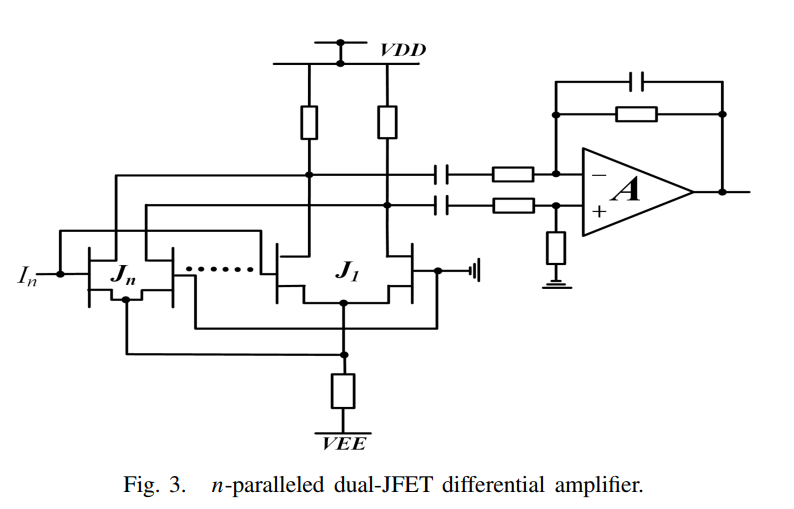 VDD
− A
+
In Jn J1
VEE
Fig. 3. n-paralleled dual-JFET differential amplifier.